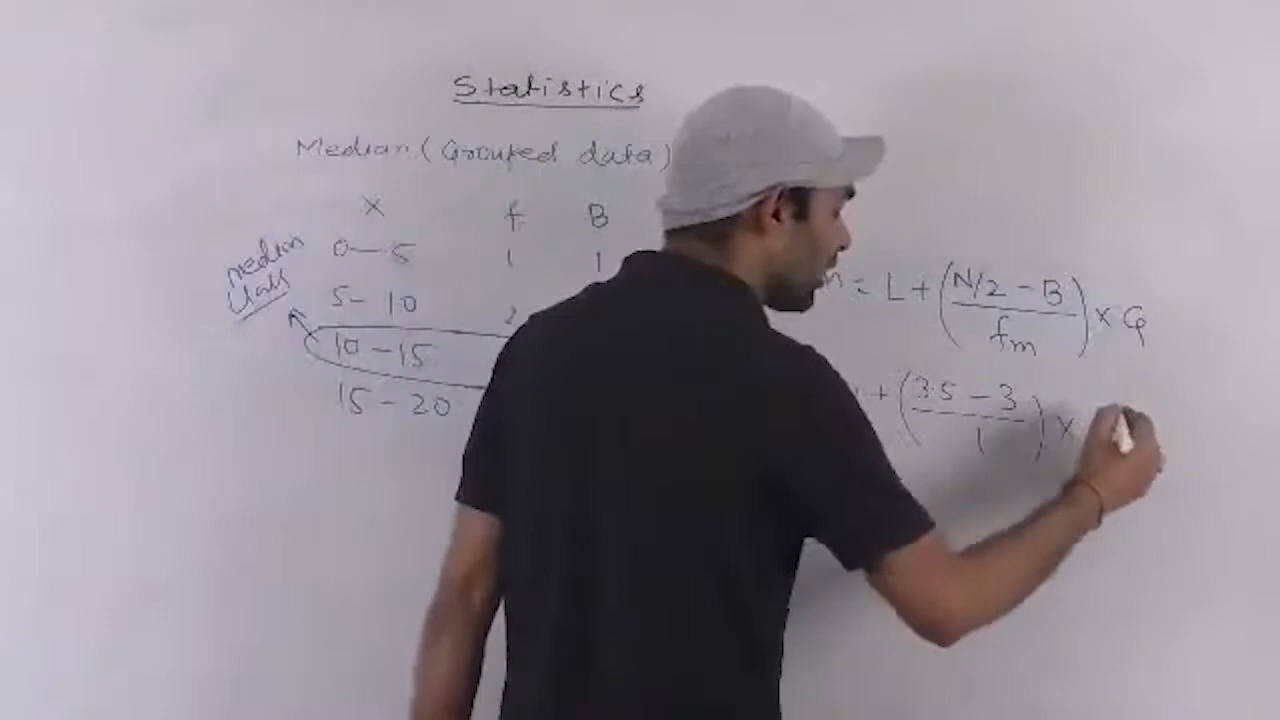 Statistics
Median (Grouped data)
X f B
median
class
0—5 1 1
5-10 2
10-15
15-20
= L + (N/2 - B / fm) × G
+ (3.5 - 3 / 1) ×